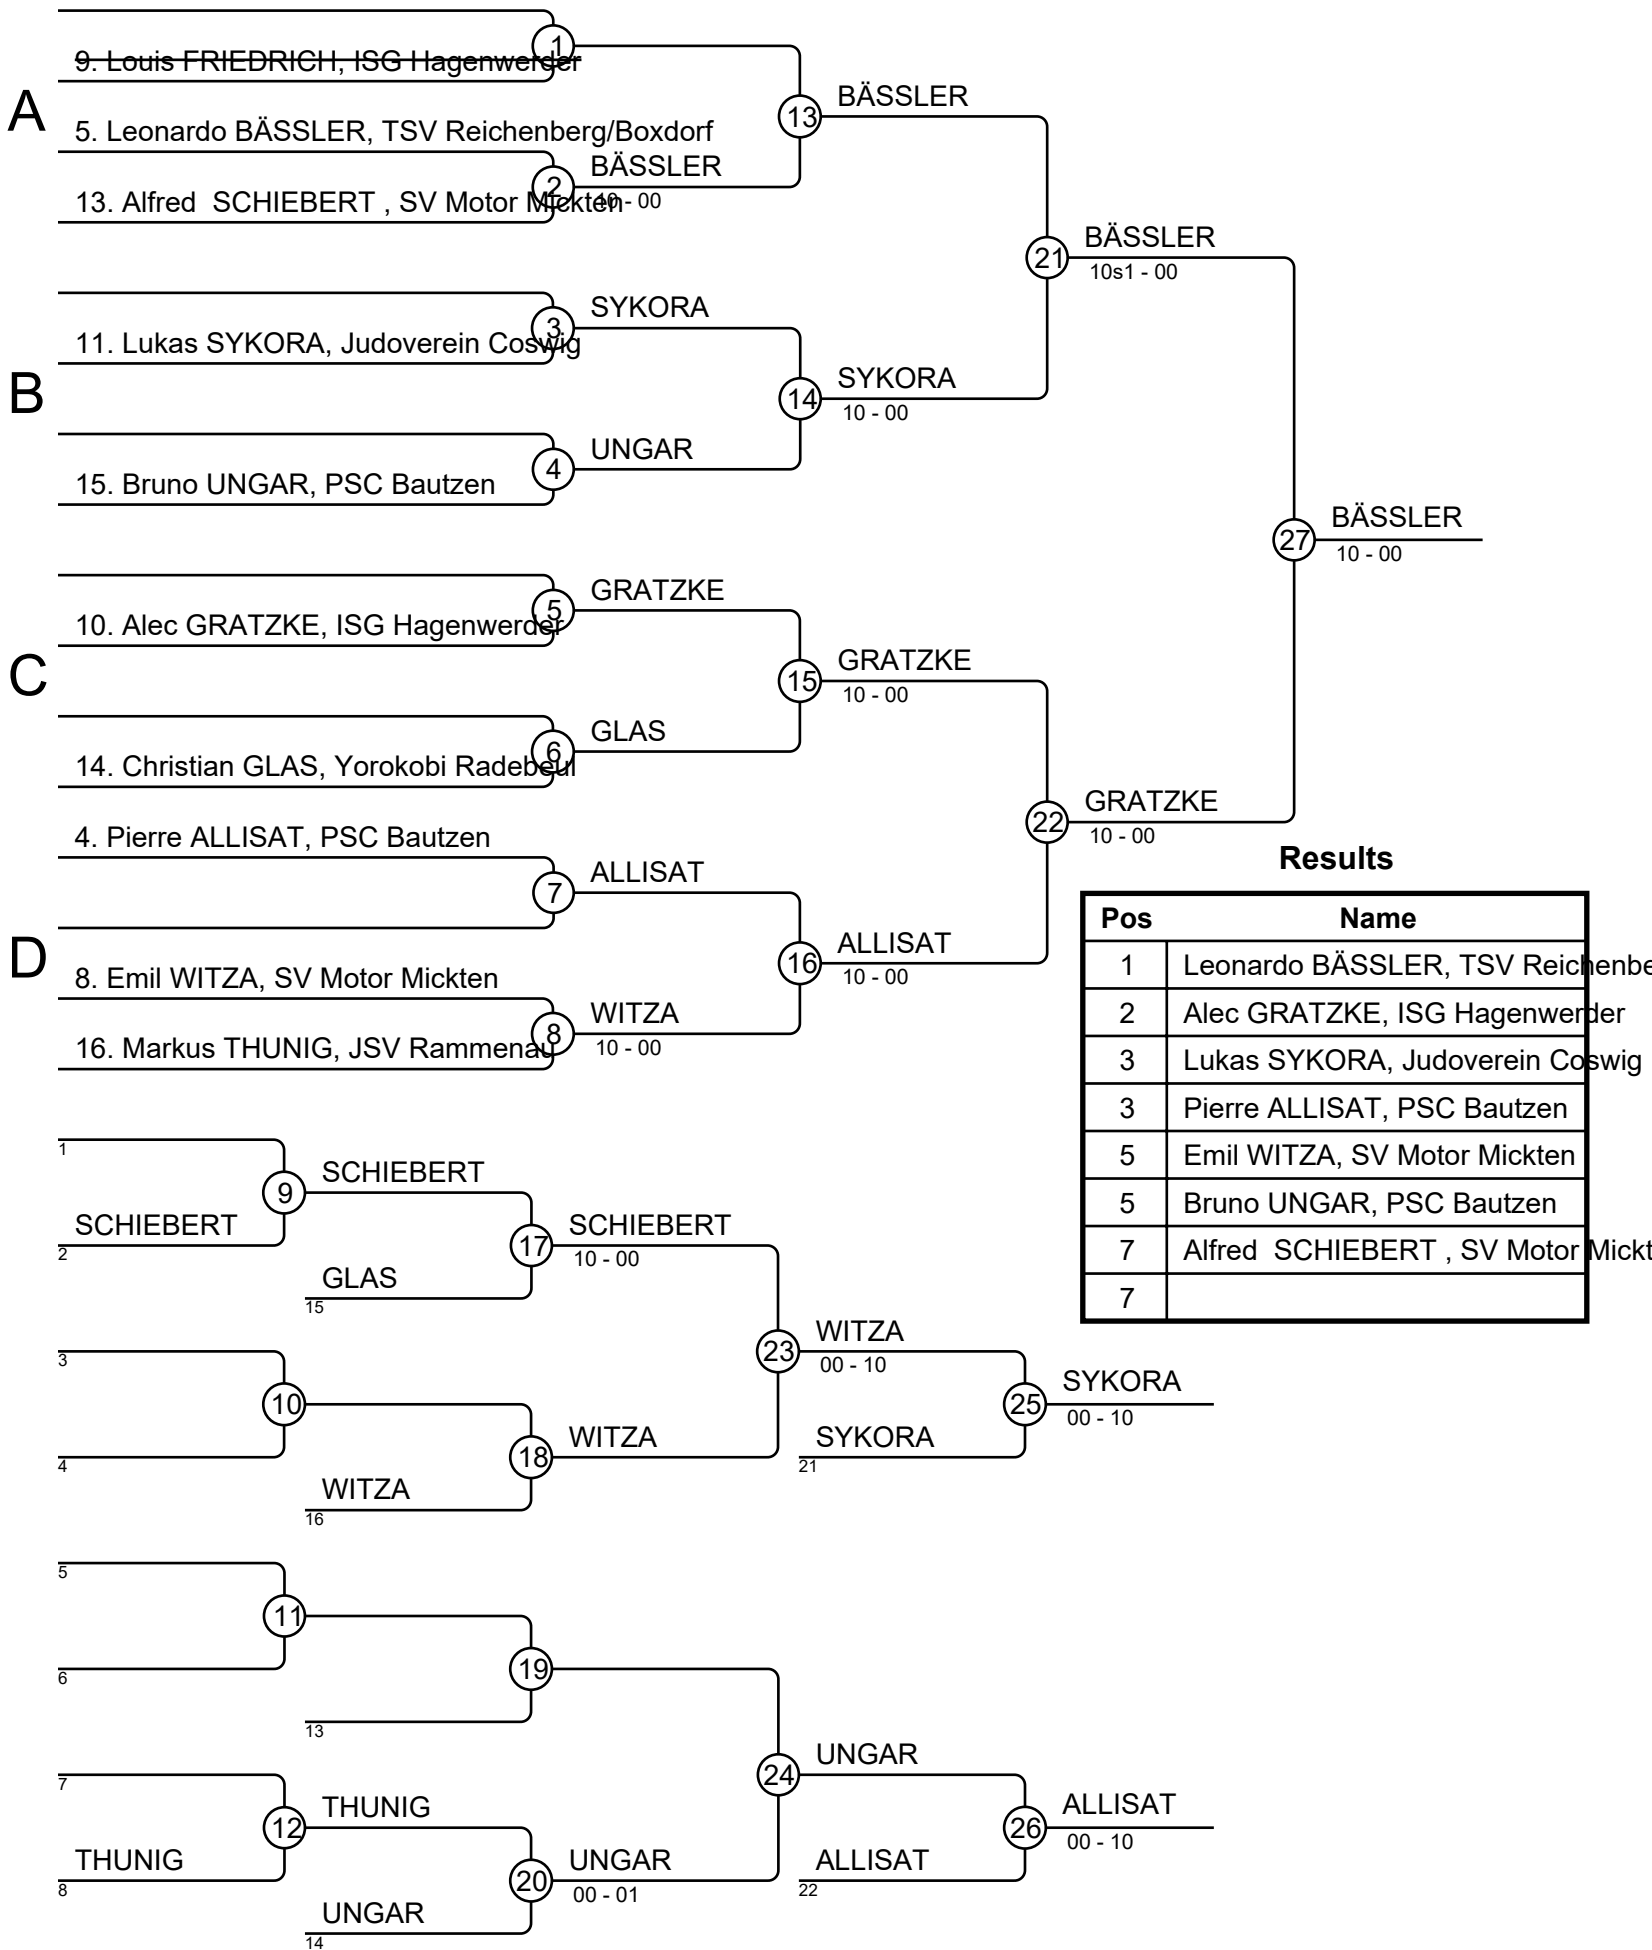 9. Louis FRIEDRICH, ISG Hagenwerder
1
A
5. Leonardo BÄSSLER, TSV Reichenberg/Boxdorf
13
BÄSSLER
13. Alfred  SCHIEBERT , SV Motor Mickten
2
BÄSSLER
10 - 00
21
BÄSSLER
10s1 - 00
11. Lukas SYKORA, Judoverein Coswig
3
SYKORA
B
14
SYKORA
10 - 00
15. Bruno UNGAR, PSC Bautzen
4
UNGAR
27
BÄSSLER
10 - 00
10. Alec GRATZKE, ISG Hagenwerder
5
GRATZKE
C
15
GRATZKE
10 - 00
14. Christian GLAS, Yorokobi Radebeul
6
GLAS
22
GRATZKE
10 - 00
4. Pierre ALLISAT, PSC Bautzen
7
ALLISAT
D
16
ALLISAT
10 - 00
8. Emil WITZA, SV Motor Mickten
16. Markus THUNIG, JSV Rammenau
8
WITZA
10 - 00
Results
Pos Name
1 Leonardo BÄSSLER, TSV Reichenbe
2 Alec GRATZKE, ISG Hagenwerder
3 Lukas SYKORA, Judoverein Coswig
3 Pierre ALLISAT, PSC Bautzen
5 Emil WITZA, SV Motor Mickten
5 Bruno UNGAR, PSC Bautzen
7 Alfred  SCHIEBERT , SV Motor Mickt
7
1
9
SCHIEBERT
SCHIEBERT
2
17
SCHIEBERT
10 - 00
GLAS
15
3
10
4
18
WITZA
WITZA
16
23
WITZA
00 - 10
SYKORA
21
25
SYKORA
00 - 10
5
11
6
19
13
7
12
THUNIG
THUNIG
8
20
UNGAR
00 - 01
UNGAR
14
24
UNGAR
ALLISAT
22
26
ALLISAT
00 - 10